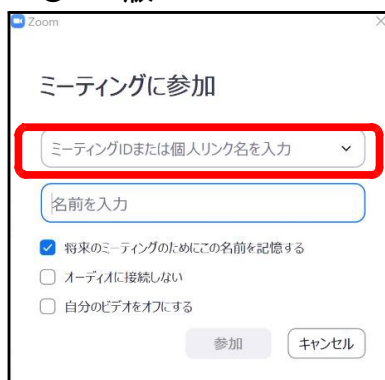 Zoom
ミーティングに参加
ミーティングIDまたは個人リンク名を入力
名前を入力
将来のミーティングのためにこの名前を記憶する
オーディオに接続しない
自分のビデオをオフにする
参加
キャンセル